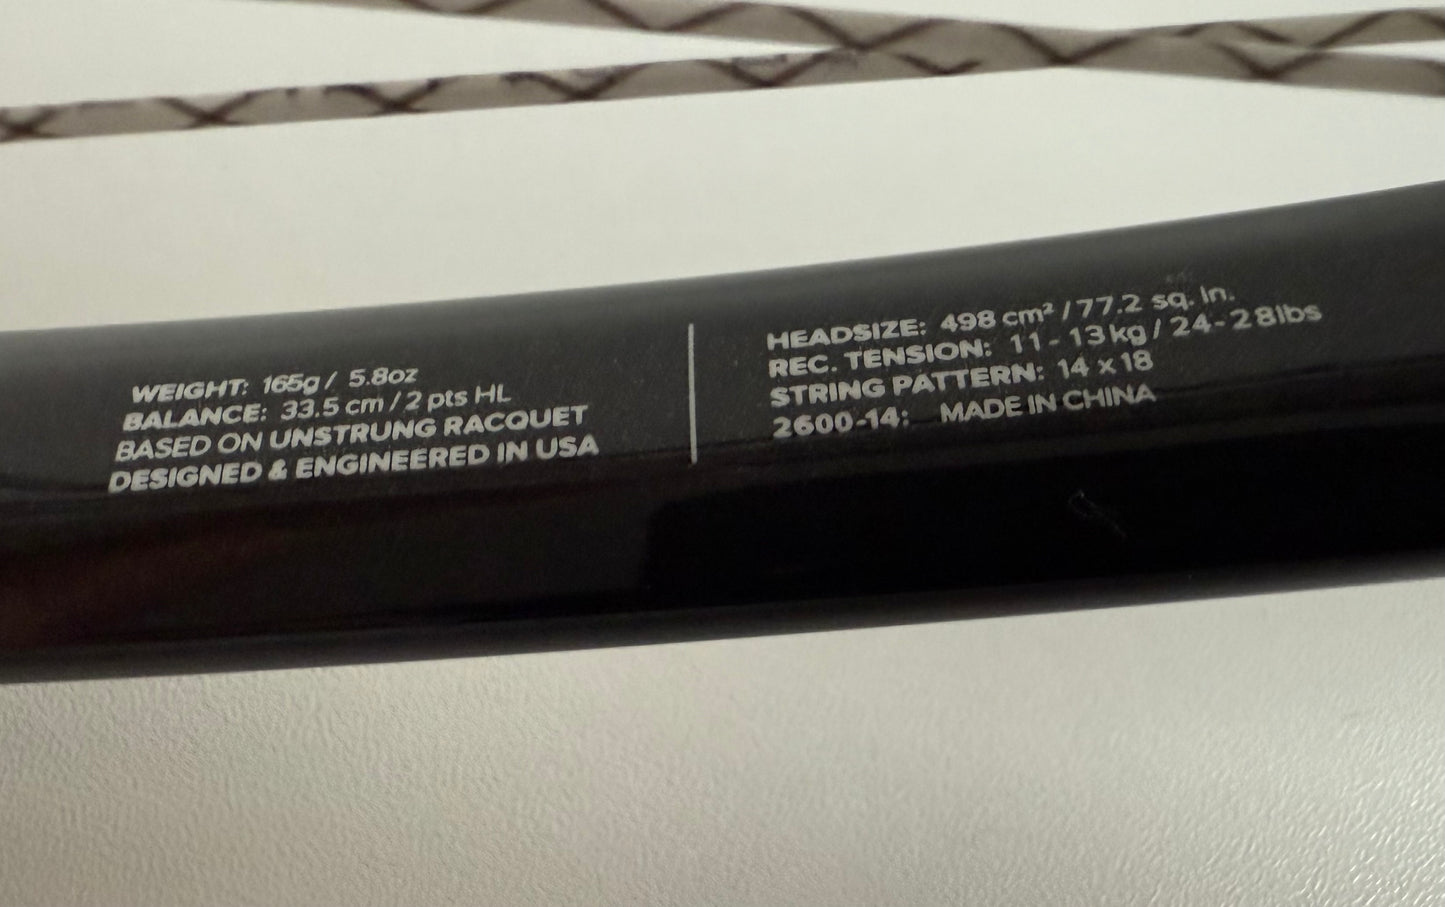 WEIGHT: 165g / 5.8oz
BALANCE: 33.5 cm / 2 pts HL
BASED ON UNSTRUNG RACQUET
DESIGNED & ENGINEERED IN USA
HEADSIZE: 498 cm² / 77.2 sq. in.
REC. TENSION: 11 - 13 kg / 24 - 28lbs
STRING PATTERN: 14 x 18
2600-14: MADE IN CHINA